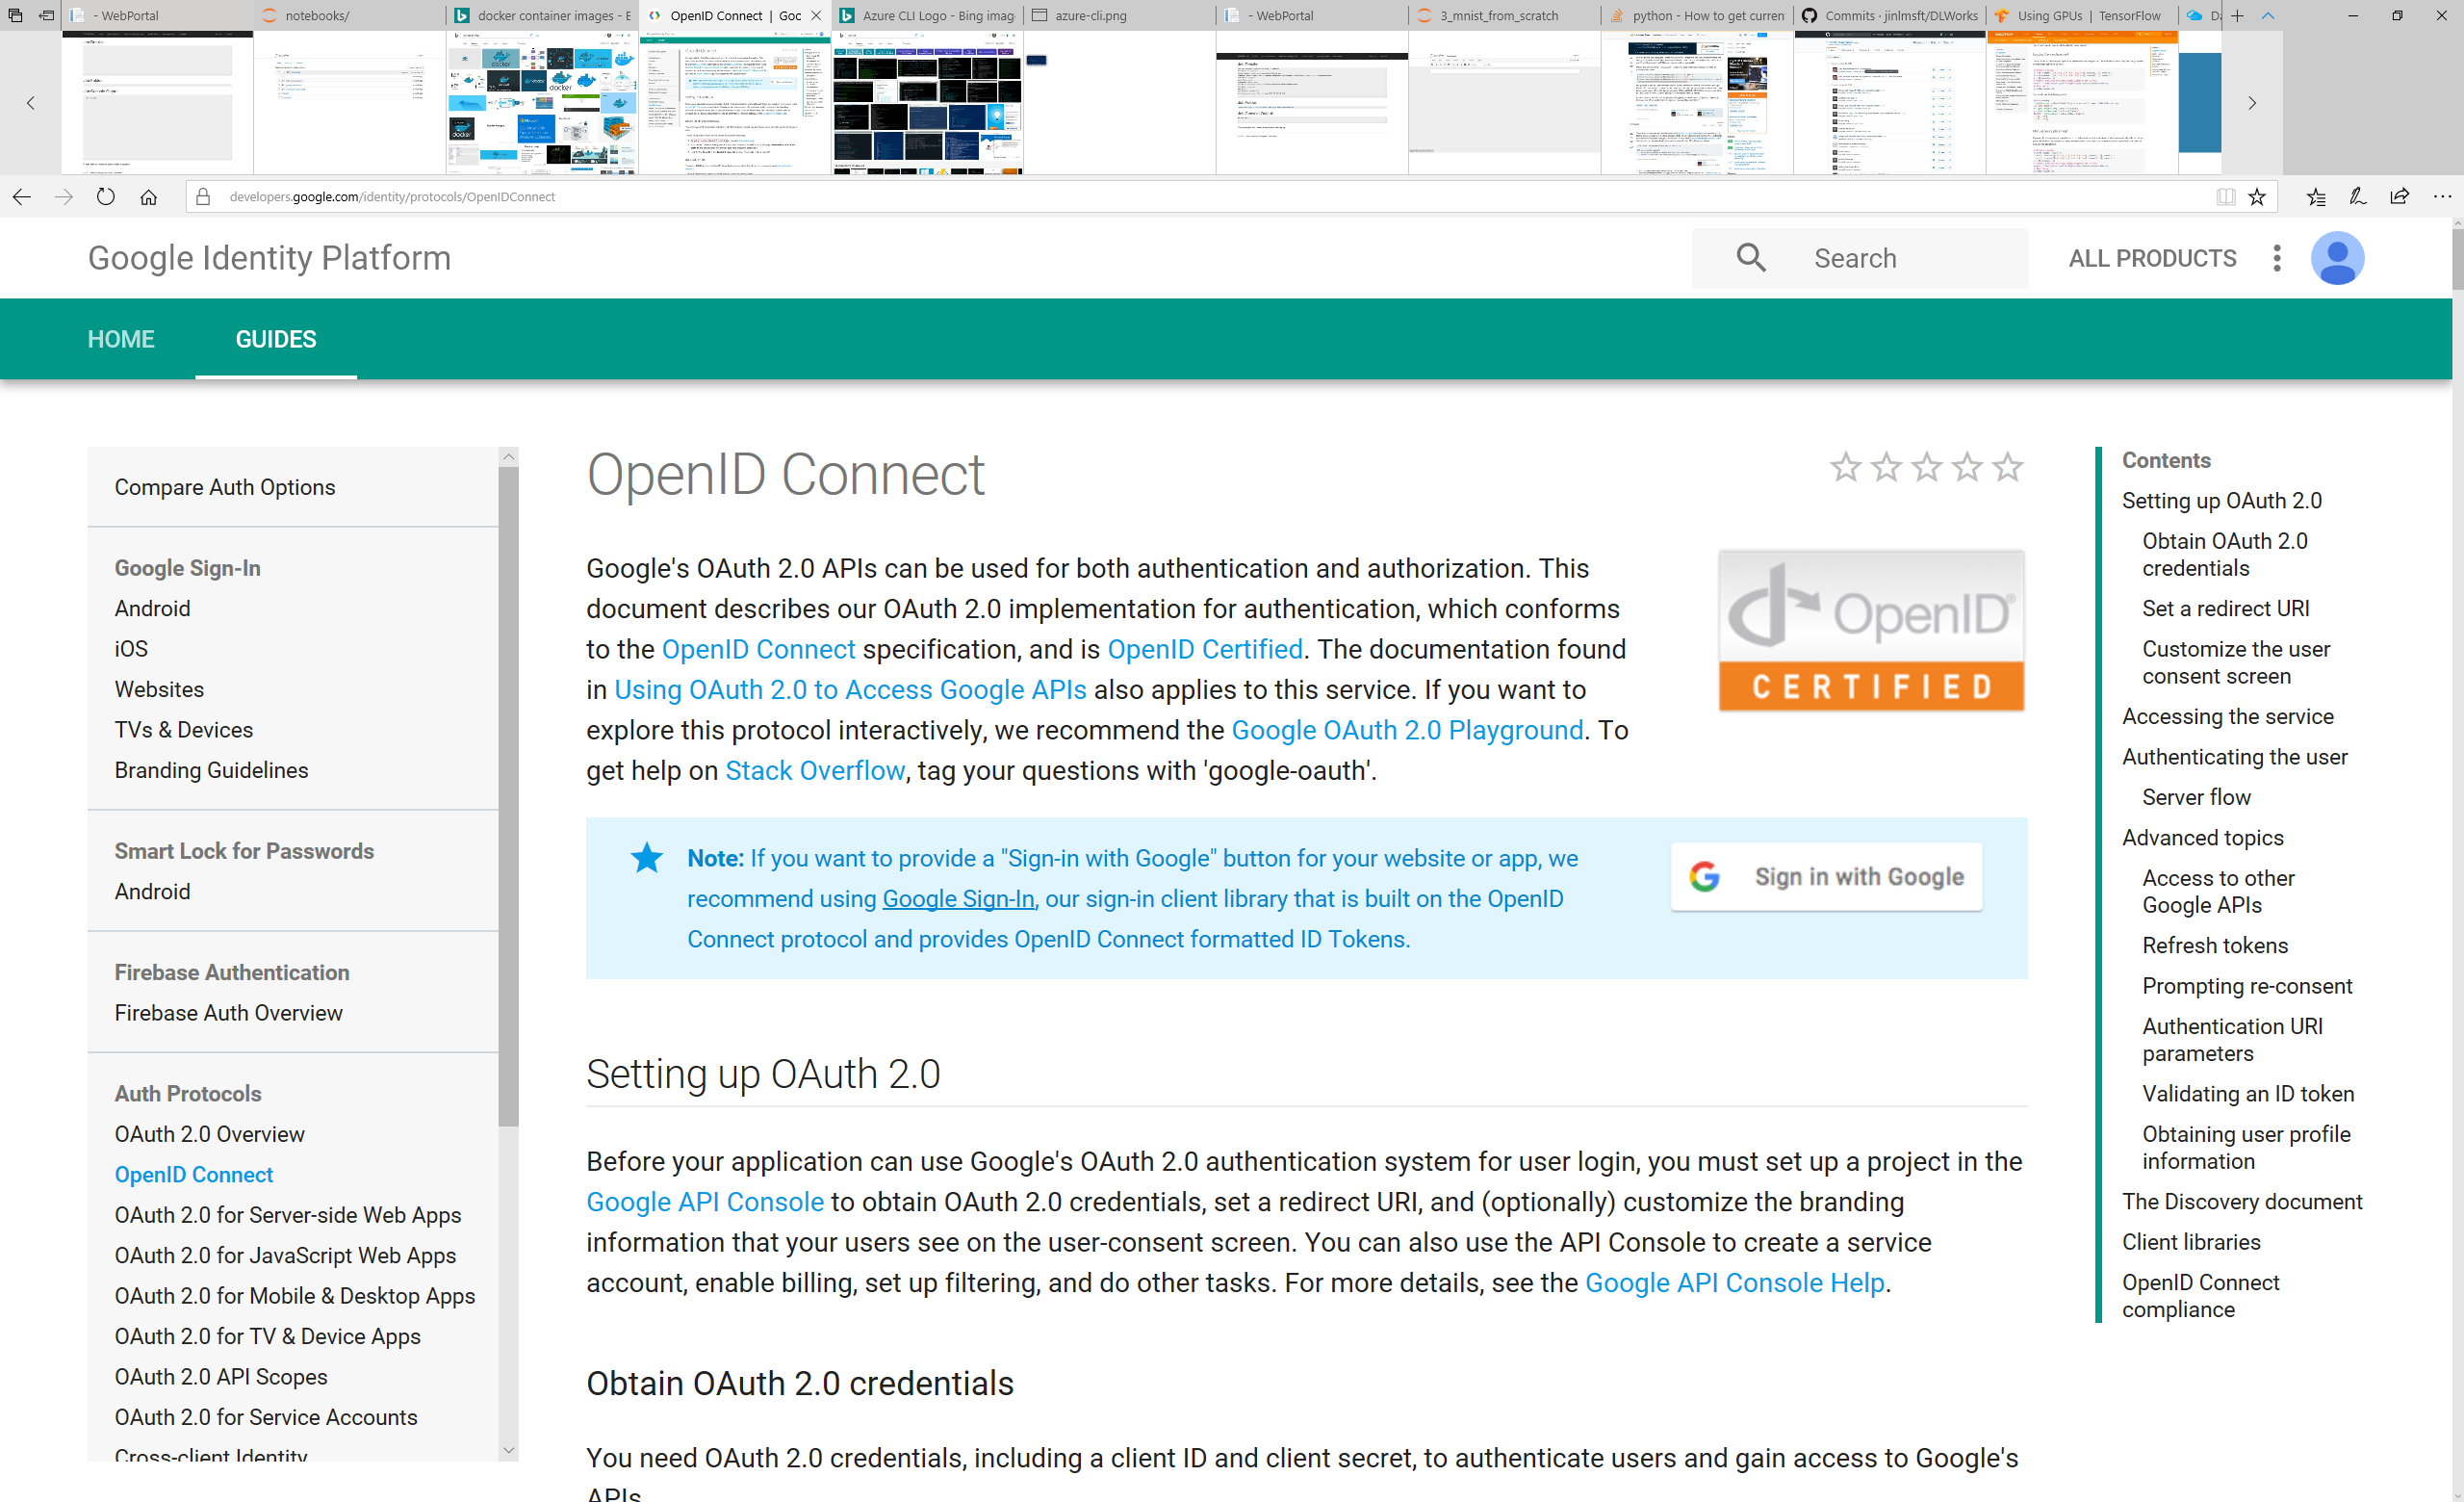 - WebPortal
notebooks/
docker container images - E
OpenID Connect | Goo
Azure CLI Logo - Bing imag
azure-cli.png
- WebPortal
3_mnist_from_scratch
python - How to get curren
Commits · jinlmsft/DLWorks
Using GPUs | TensorFlow
developers.google.com/identity/protocols/OpenIDConnect
Google Identity Platform
Search
ALL PRODUCTS
HOME
GUIDES
Compare Auth Options
Google Sign-In
Android
iOS
Websites
TVs & Devices
Branding Guidelines
Smart Lock for Passwords
Android
Firebase Authentication
Firebase Auth Overview
Auth Protocols
OAuth 2.0 Overview
OpenID Connect
OAuth 2.0 for Server-side Web Apps
OAuth 2.0 for JavaScript Web Apps
OAuth 2.0 for Mobile & Desktop Apps
OAuth 2.0 for TV & Device Apps
OAuth 2.0 API Scopes
OAuth 2.0 for Service Accounts
Cross-client Identity
OpenID Connect
Google's OAuth 2.0 APIs can be used for both authentication and authorization. This
document describes our OAuth 2.0 implementation for authentication, which conforms
to the OpenID Connect specification, and is OpenID Certified. The documentation found
in Using OAuth 2.0 to Access Google APIs also applies to this service. If you want to
explore this protocol interactively, we recommend the Google OAuth 2.0 Playground. To
get help on Stack Overflow, tag your questions with 'google-oauth'.
OpenID®
CERTIFIED
Note: If you want to provide a "Sign-in with Google" button for your website or app, we
recommend using Google Sign-In, our sign-in client library that is built on the OpenID
Connect protocol and provides OpenID Connect formatted ID Tokens.
Sign in with Google
Setting up OAuth 2.0
Before your application can use Google's OAuth 2.0 authentication system for user login, you must set up a project in the
Google API Console to obtain OAuth 2.0 credentials, set a redirect URI, and (optionally) customize the branding
information that your users see on the user-consent screen. You can also use the API Console to create a service
account, enable billing, set up filtering, and do other tasks. For more details, see the Google API Console Help.
Obtain OAuth 2.0 credentials
You need OAuth 2.0 credentials, including a client ID and client secret, to authenticate users and gain access to Google's
APIs
Contents
Setting up OAuth 2.0
Obtain OAuth 2.0
credentials
Set a redirect URI
Customize the user
consent screen
Accessing the service
Authenticating the user
Server flow
Advanced topics
Access to other
Google APIs
Refresh tokens
Prompting re-consent
Authentication URI
parameters
Validating an ID token
Obtaining user profile
information
The Discovery document
Client libraries
OpenID Connect
compliance